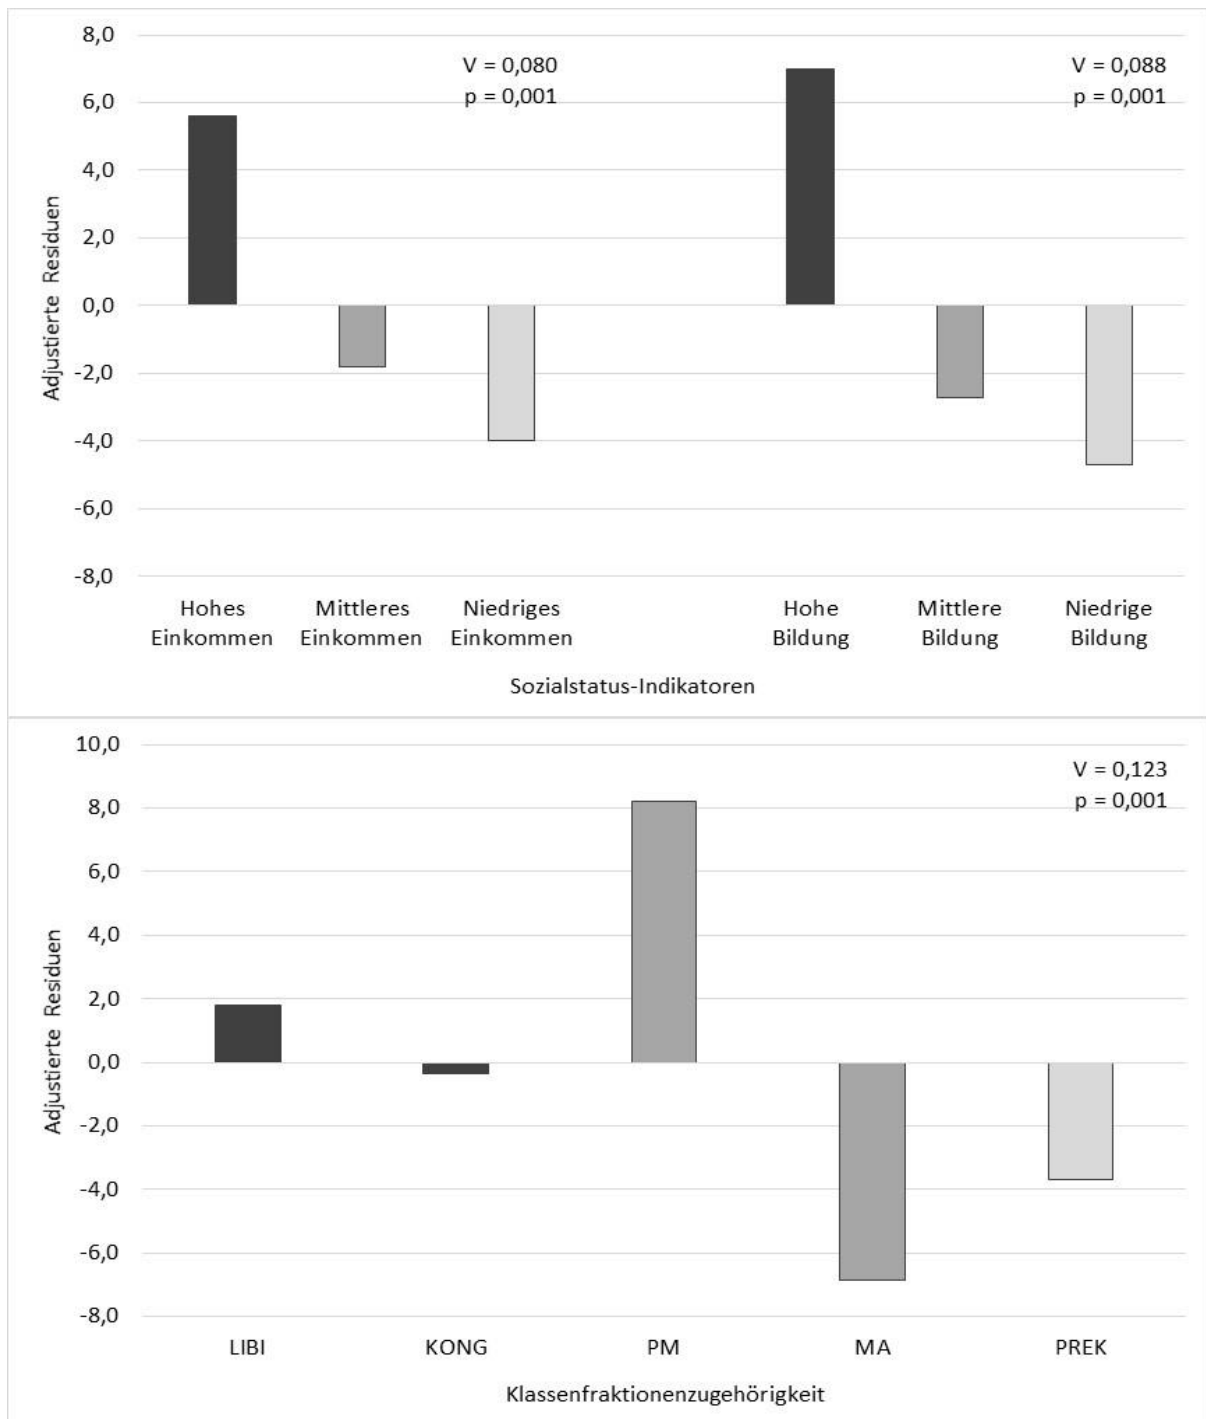 8,0
6,0
4,0
2,0
0,0
-2,0
-4,0
-6,0
-8,0
Adjustierte Residuen
V = 0,080
p = 0,001
V = 0,088
p = 0,001
Hohes
Einkommen
Mittleres
Einkommen
Niedriges
Einkommen
Hohe
Bildung
Mittlere
Bildung
Niedrige
Bildung
Sozialstatus-Indikatoren
10,0
8,0
6,0
4,0
2,0
0,0
-2,0
-4,0
-6,0
-8,0
Adjustierte Residuen
V = 0,123
p = 0,001
LIBI
KONG
PM
MA
PREK
Klassenfraktionenzugehörigkeit